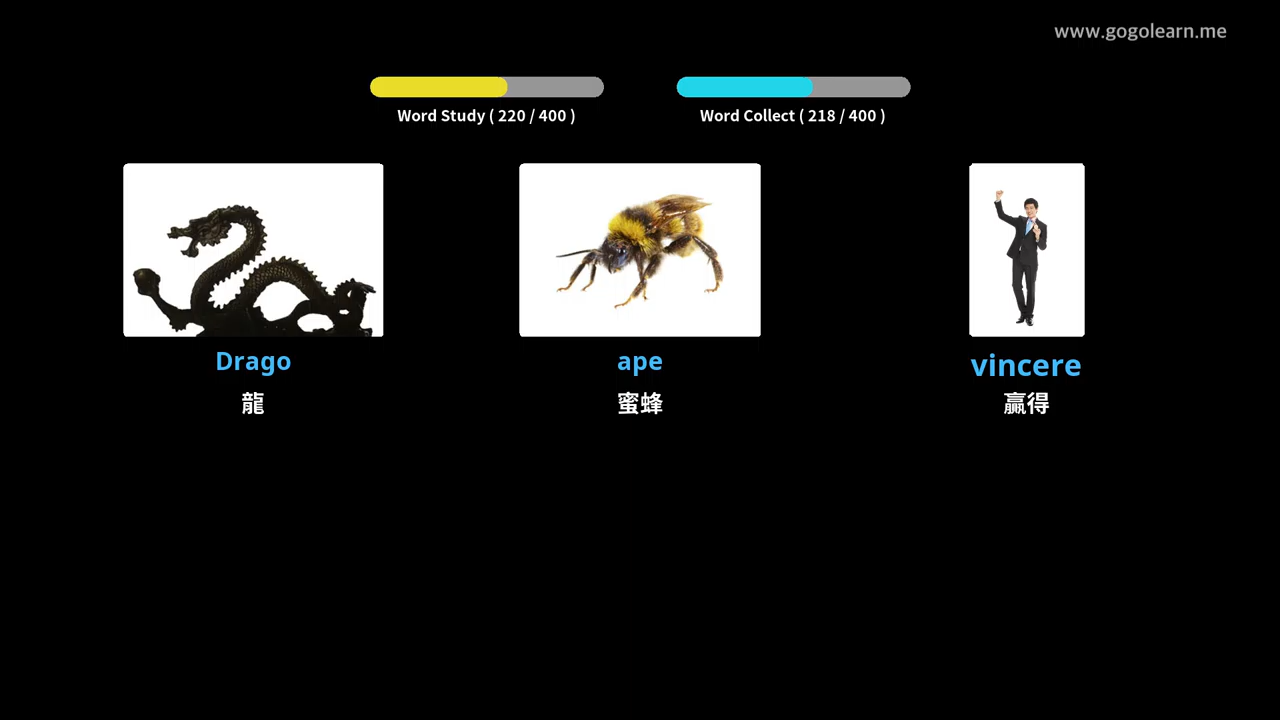 www.gogolearn.me
Word Study ( 220 / 400 )
Word Collect ( 218 / 400 )
Drago
ape
vincere
龍
蜜蜂
贏得